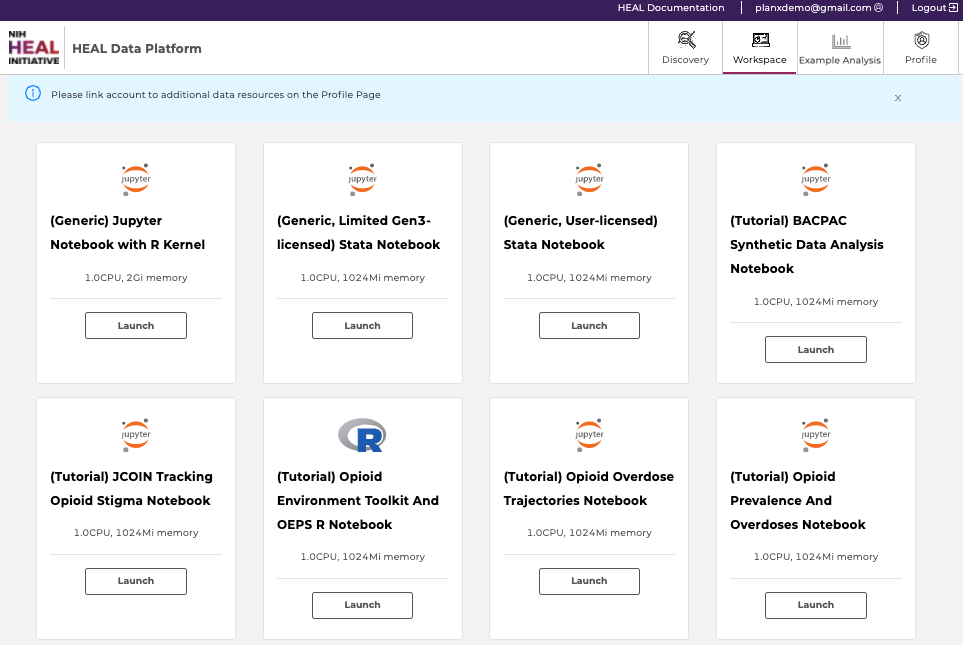 HEAL Documentation
planxdemo@gmail.com
Logout
NIH
HEAL
INITIATIVE
HEAL Data Platform
Discovery
Workspace
Example Analysis
Profile
Please link account to additional data resources on the Profile Page
x
jupyter
(Generic) Jupyter
Notebook with R Kernel
1.0CPU, 2Gi memory
Launch
jupyter
(Generic, Limited Gen3-
licensed) Stata Notebook
1.0CPU, 1024Mi memory
Launch
jupyter
(Generic, User-licensed)
Stata Notebook
1.0CPU, 1024Mi memory
Launch
jupyter
(Tutorial) BACPAC
Synthetic Data Analysis
Notebook
1.0CPU, 1024Mi memory
Launch
jupyter
(Tutorial) JCOIN Tracking
Opioid Stigma Notebook
1.0CPU, 1024Mi memory
Launch
R
(Tutorial) Opioid
Environment Toolkit And
OEPS R Notebook
1.0CPU, 1024Mi memory
Launch
jupyter
(Tutorial) Opioid Overdose
Trajectories Notebook
1.0CPU, 1024Mi memory
Launch
jupyter
(Tutorial) Opioid
Prevalence And
Overdoses Notebook
1.0CPU, 1024Mi memory
Launch